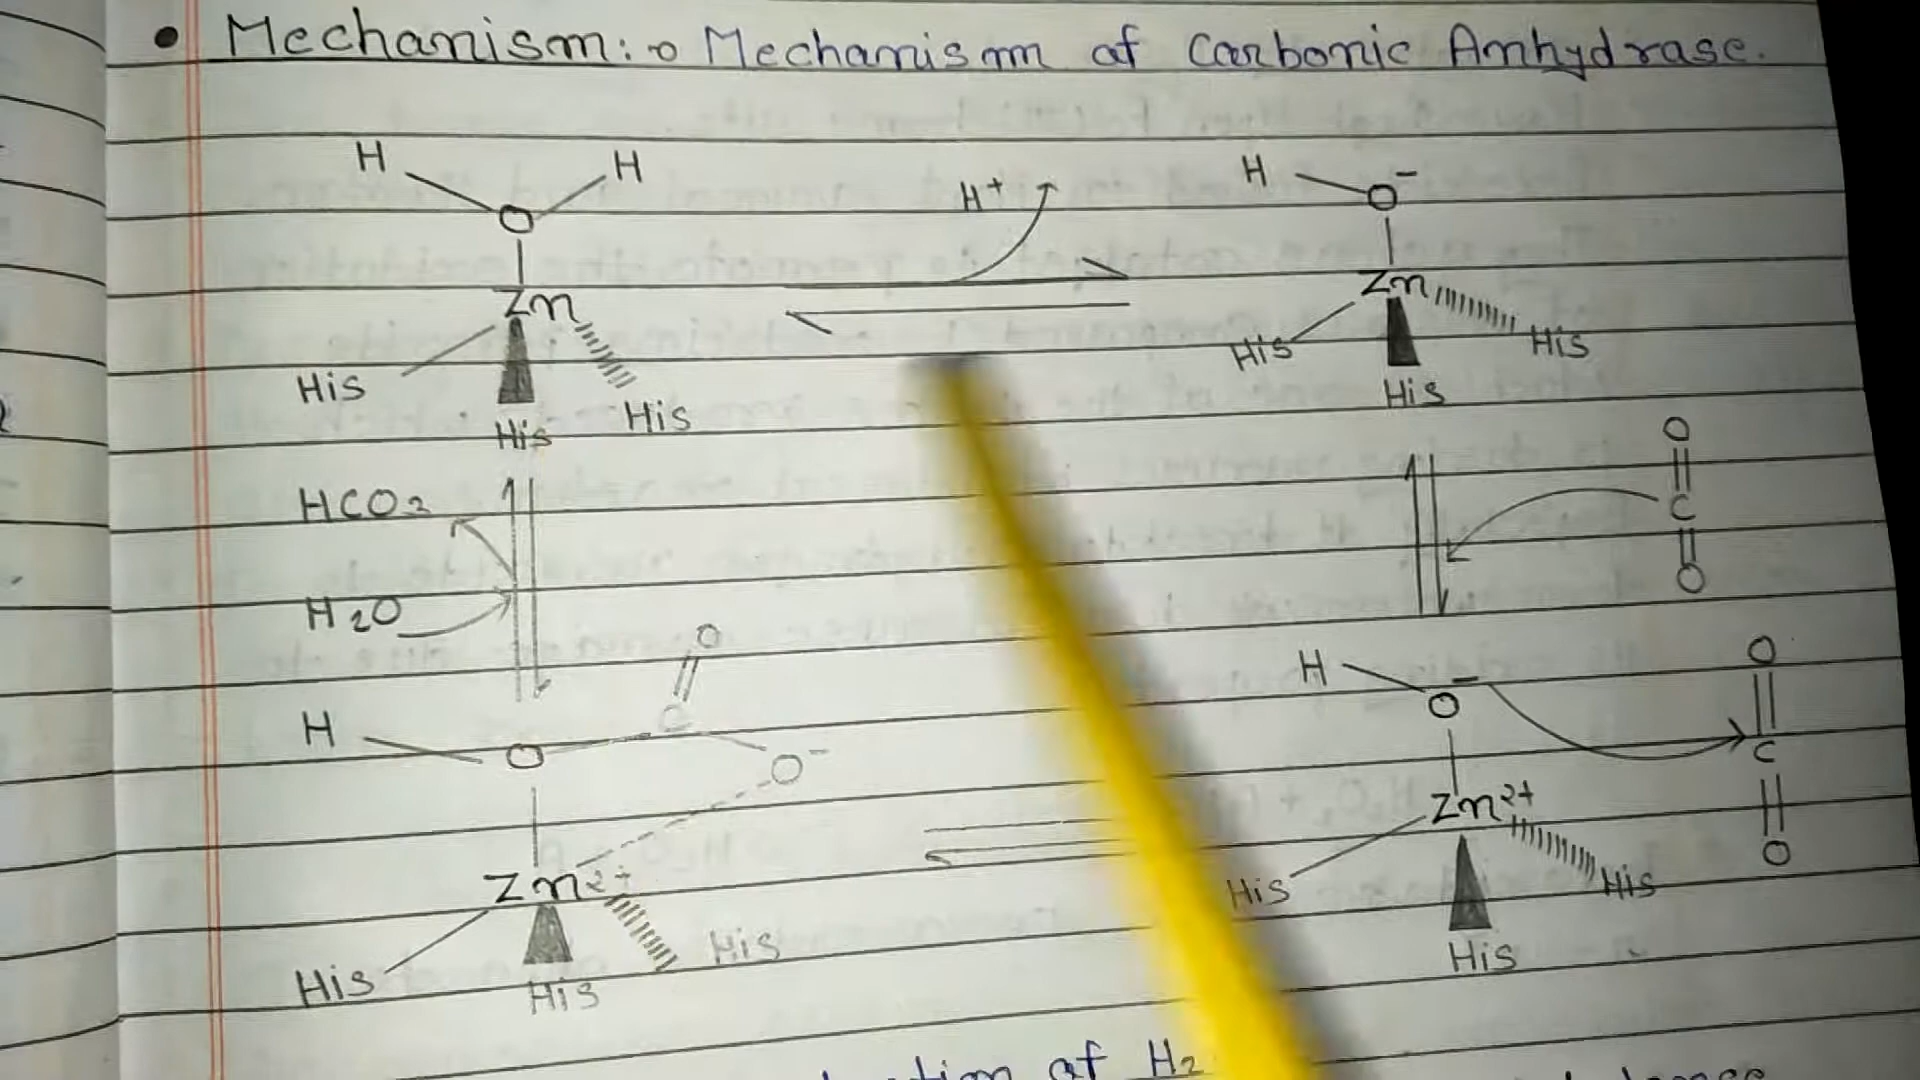 • Mechanism:- Mechanism of Carbonic Anhydrase.
H H H+ H O-
O
Zn Zn
His His His His
His His
O
HCO3 C
H2O O
O H O- O
H O C O- C
Zn2+ Zn2+ O
His His His His
His His
of H2